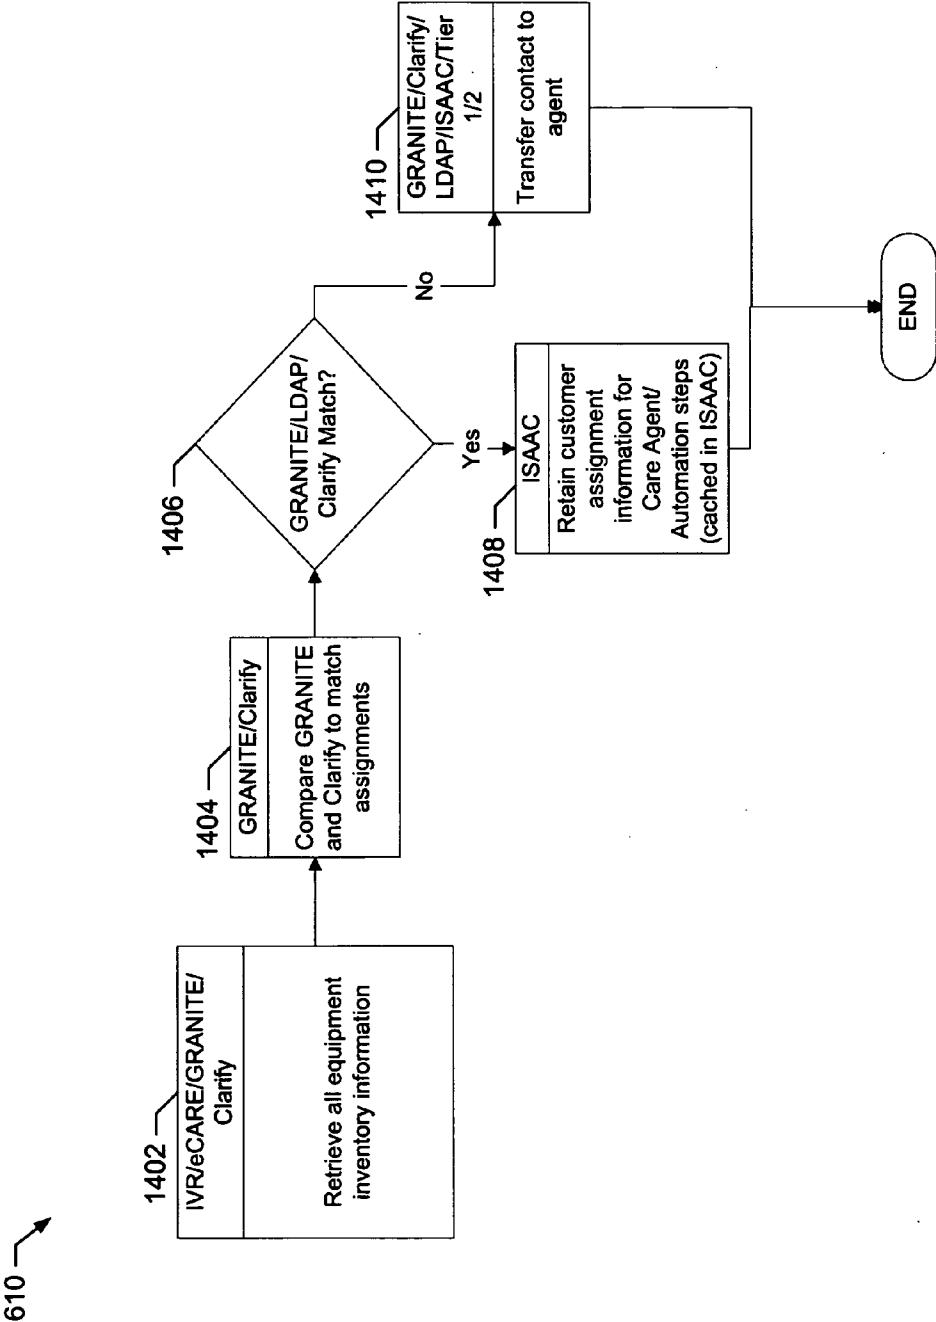 610
1402
IVR/eCARE/GRANITE/
Clarify
Retrieve all equipment
inventory information
1404
GRANITE/Clarify
Compare GRANITE
and Clarify to match
assignments
1406
GRANITE/LDAP/
Clarify Match?
Yes
No
1408
ISAAC
Retain customer
assignment
information for
Care Agent/
Automation steps
(cached in ISAAC)
1410
GRANITE/Clarify/
LDAP/ISAAC/Tier
1/2
Transfer contact to
agent
END